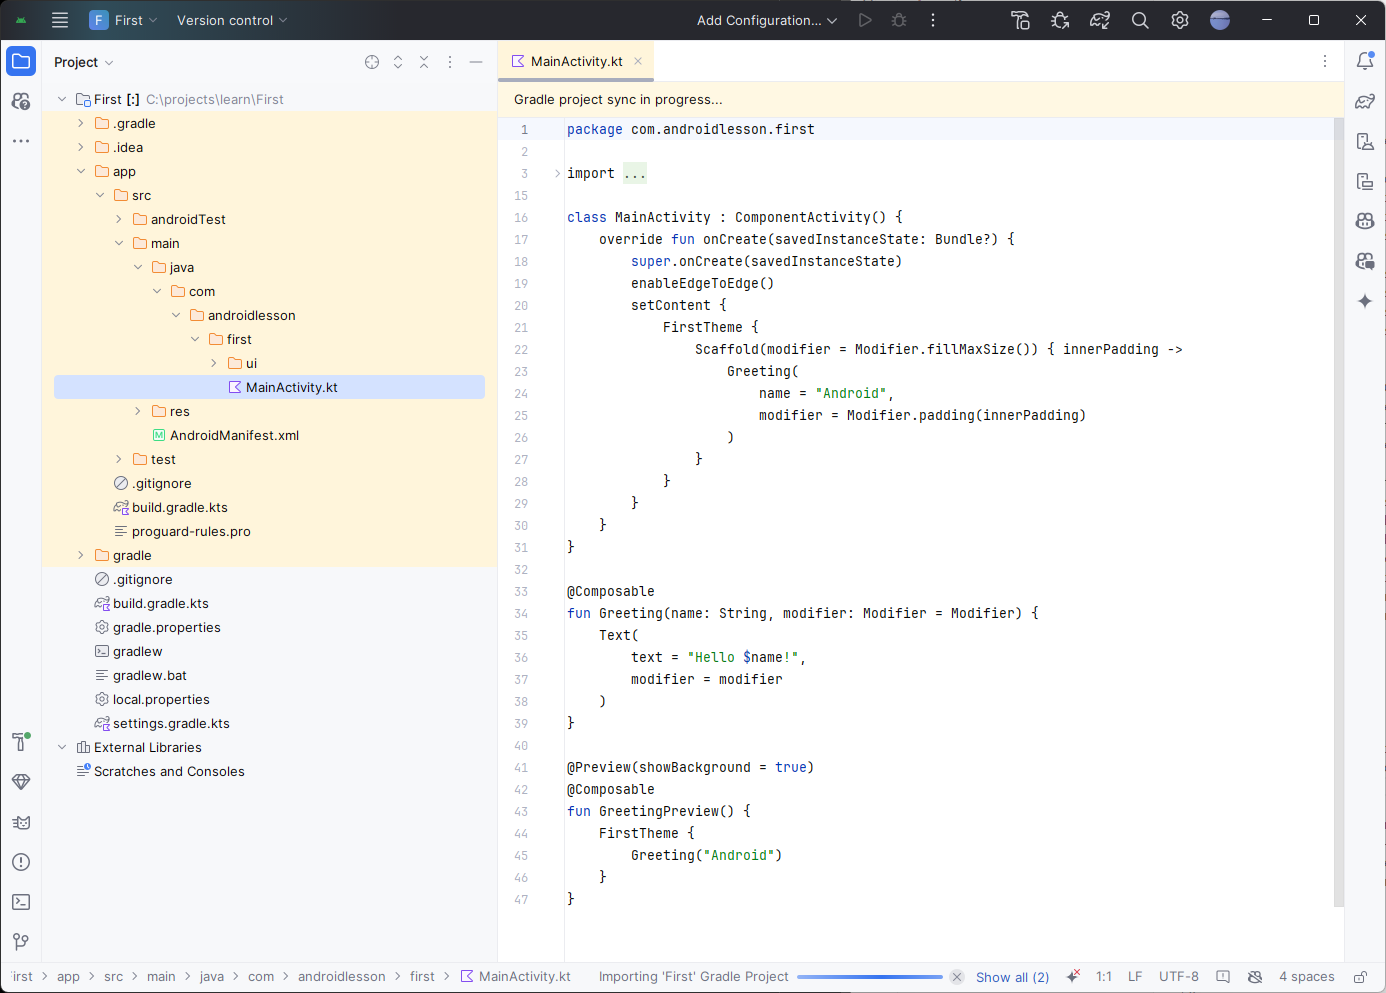 F First Version control Add Configuration...
Project
MainActivity.kt
Gradle project sync in progress...
First [:] C:\projects\learn\First
.gradle
.idea
app
src
androidTest
main
java
com
androidlesson
first
ui
MainActivity.kt
res
AndroidManifest.xml
test
.gitignore
build.gradle.kts
proguard-rules.pro
gradle
.gitignore
build.gradle.kts
gradle.properties
gradlew
gradlew.bat
local.properties
settings.gradle.kts
External Libraries
Scratches and Consoles
1 package com.androidlesson.first
2
3 import ...
15
16 class MainActivity : ComponentActivity() {
17     override fun onCreate(savedInstanceState: Bundle?) {
18         super.onCreate(savedInstanceState)
19         enableEdgeToEdge()
20         setContent {
21             FirstTheme {
22                 Scaffold(modifier = Modifier.fillMaxSize()) { innerPadding ->
23                     Greeting(
24                         name = "Android",
25                         modifier = Modifier.padding(innerPadding)
26                     )
27                 }
28             }
29         }
30     }
31 }
32
33 @Composable
34 fun Greeting(name: String, modifier: Modifier = Modifier) {
35     Text(
36         text = "Hello $name!",
37         modifier = modifier
38     )
39 }
40
41 @Preview(showBackground = true)
42 @Composable
43 fun GreetingPreview() {
44     FirstTheme {
45         Greeting("Android")
46     }
47 }
irst > app > src > main > java > com > androidlesson > first > MainActivity.kt Importing 'First' Gradle Project Show all (2) 1:1 LF UTF-8 4 spaces